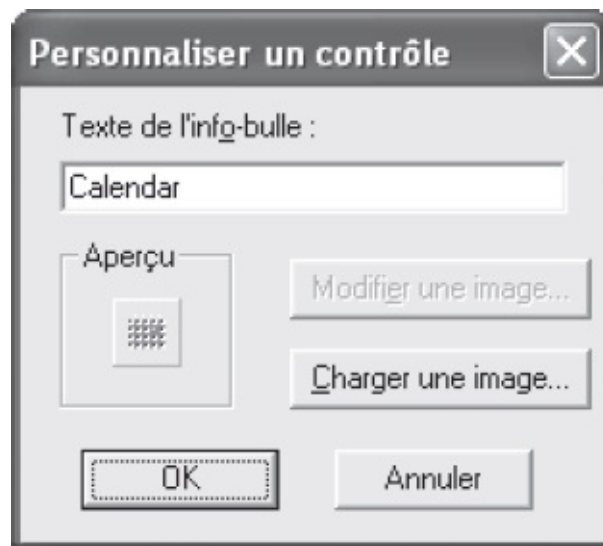 Personnaliser un contrôle
Texte de l'info-bulle :
Calendar
Aperçu
Modifier une image...
Charger une image...
OK
Annuler